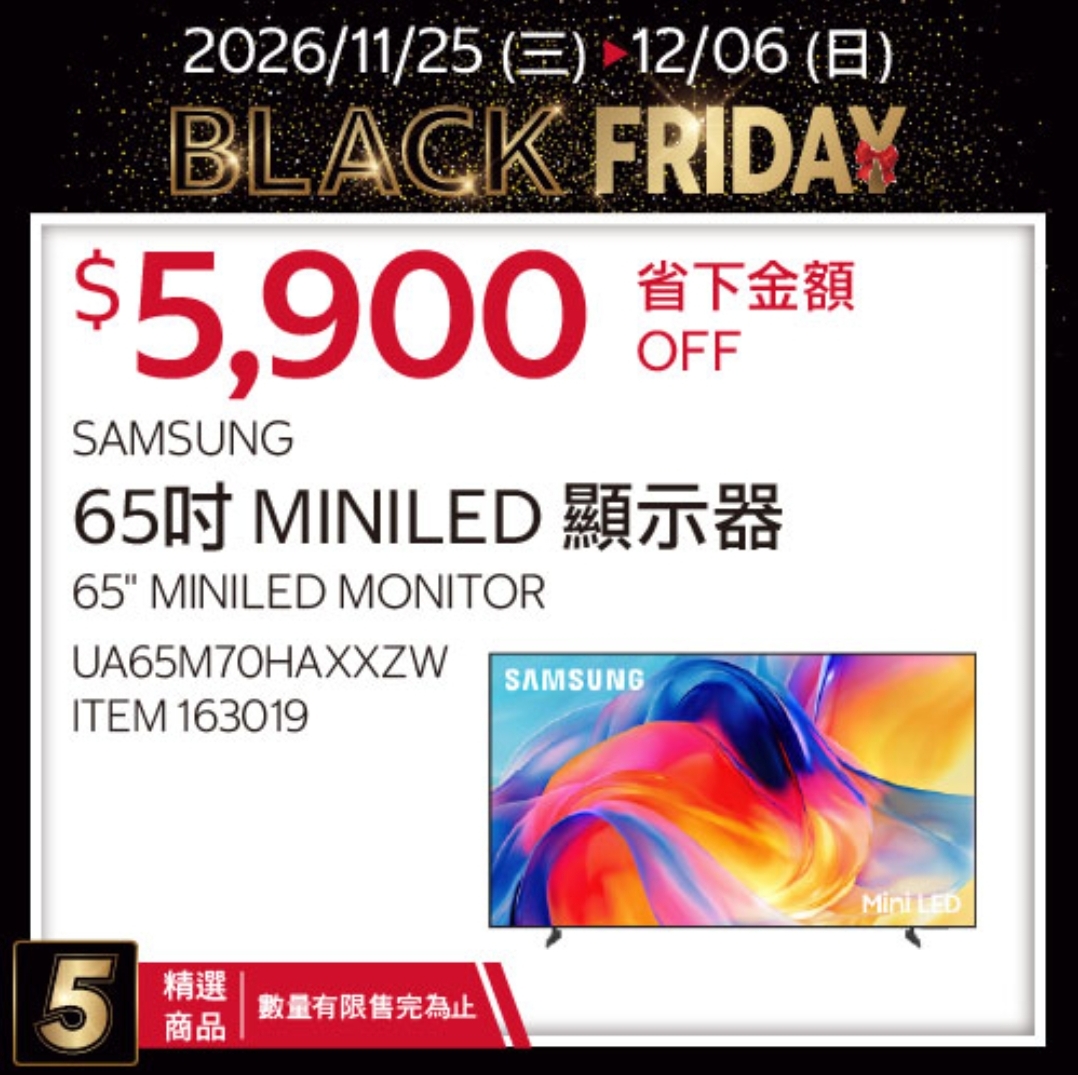 2026/11/25 (三) ▶ 12/06 (日)
BLACK FRIDAY
$5,900 省下金額
OFF
SAMSUNG
65吋 MINILED 顯示器
65" MINILED MONITOR
UA65M70HAXXZW
ITEM 163019
SAMSUNG
Mini LED
5 精選
商品
數量有限售完為止